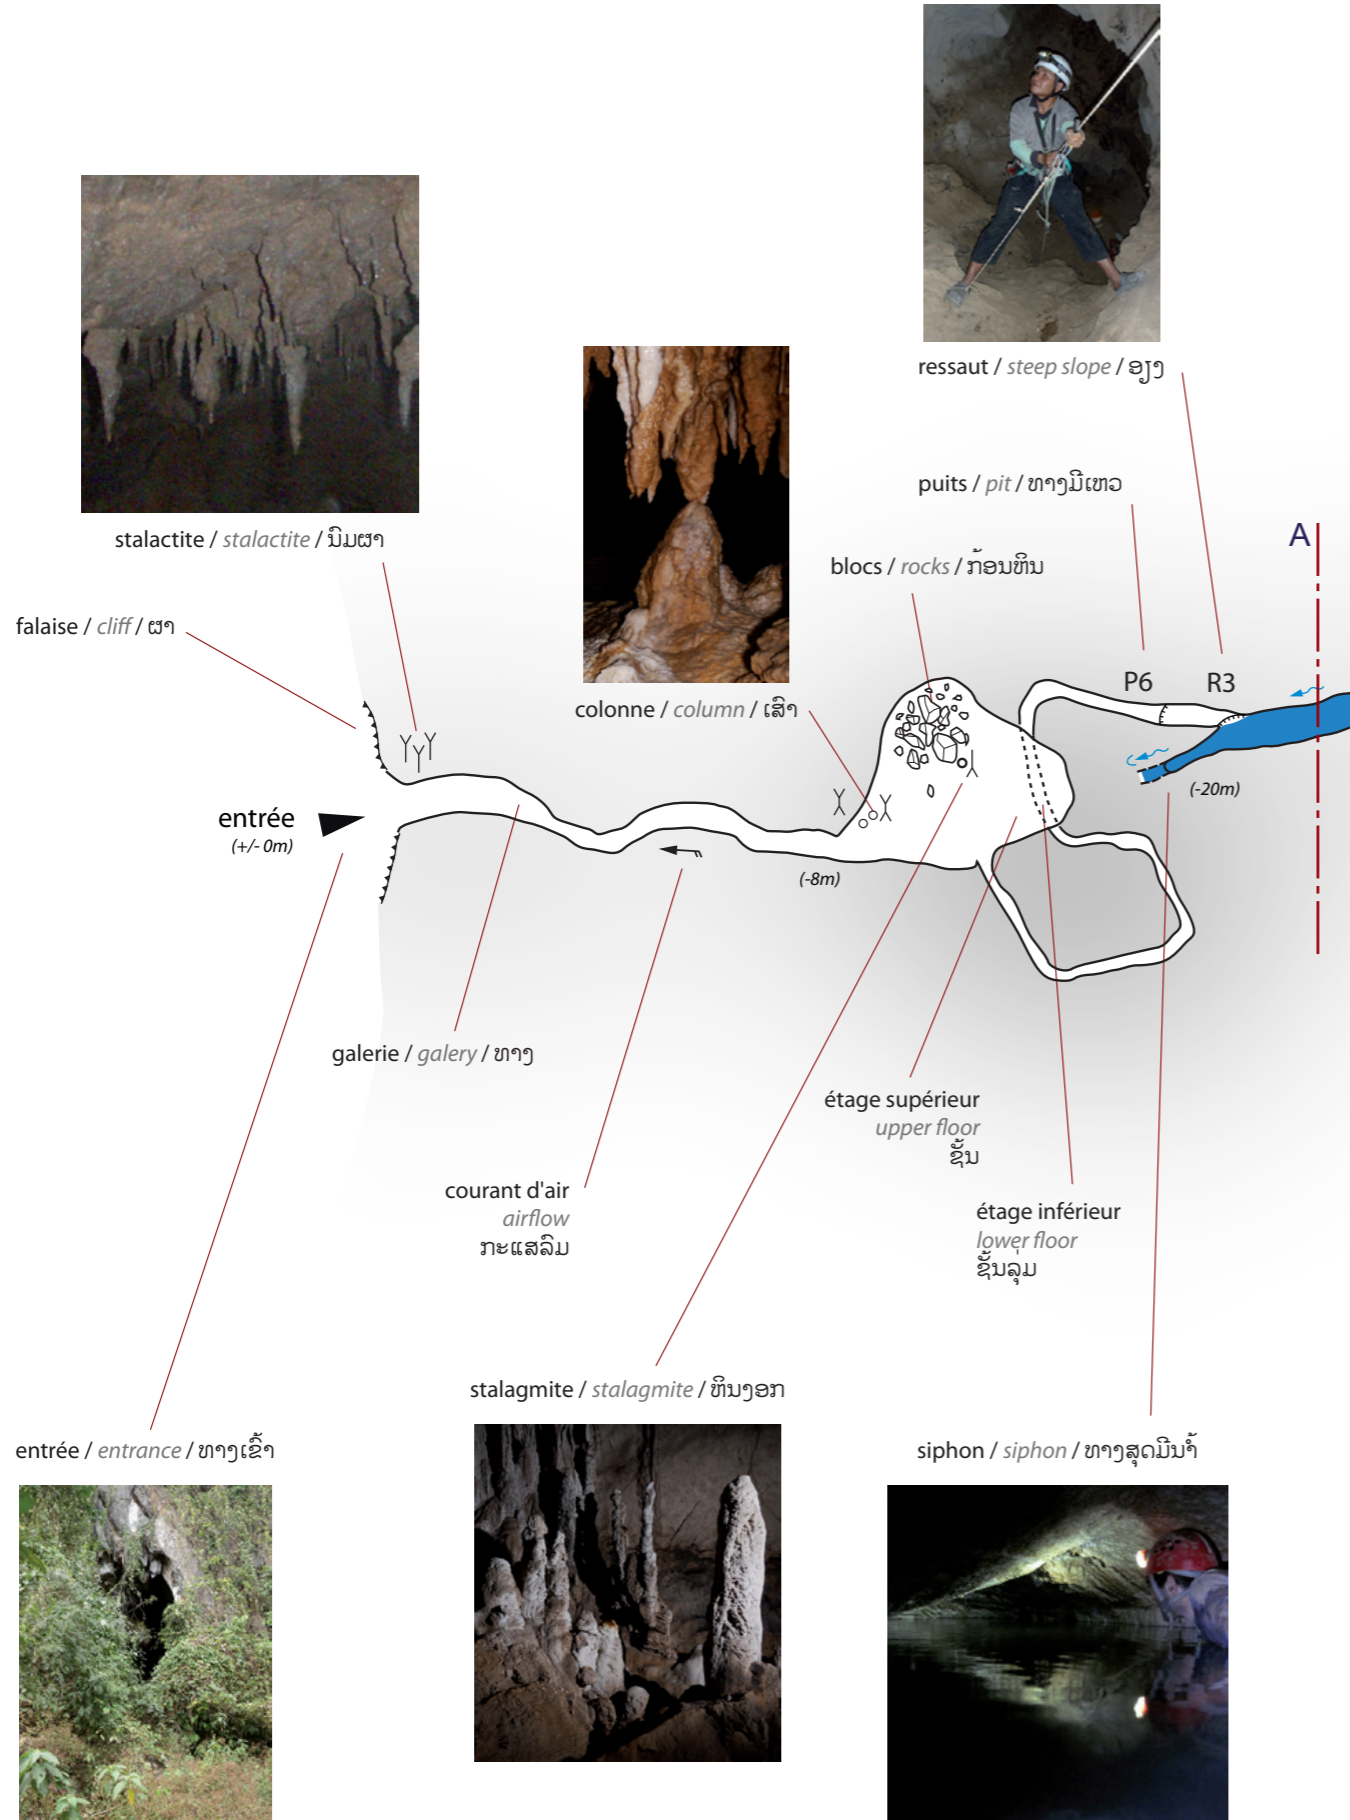 ressaut / steep slope / ອຽງ
puits / pit / ທາງມີເຫວ
A
stalactite / stalactite / ນົມຜາ
blocs / rocks / ກ້ອນຫິນ
falaise / cliff / ຜາ
P6
R3
colonne / column / ເສົາ
(-20m)
entrée
(+/- 0m)
(-8m)
galerie / galery / ທາງ
étage supérieur
upper floor
ຊັ້ນ
courant d'air
airflow
ກະແສລົມ
étage inférieur
lower floor
ຊັ້ນລຸ່ມ
stalagmite / stalagmite / ຫິນງອກ
entrée / entrance / ທາງເຂົ້າ
siphon / siphon / ທາງສຸດມີນ້ຳ